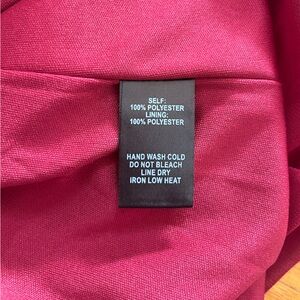 SELF:
100% POLYESTER
LINING:
100% POLYESTER
HAND WASH COLD
DO NOT BLEACH
LINE DRY
IRON LOW HEAT